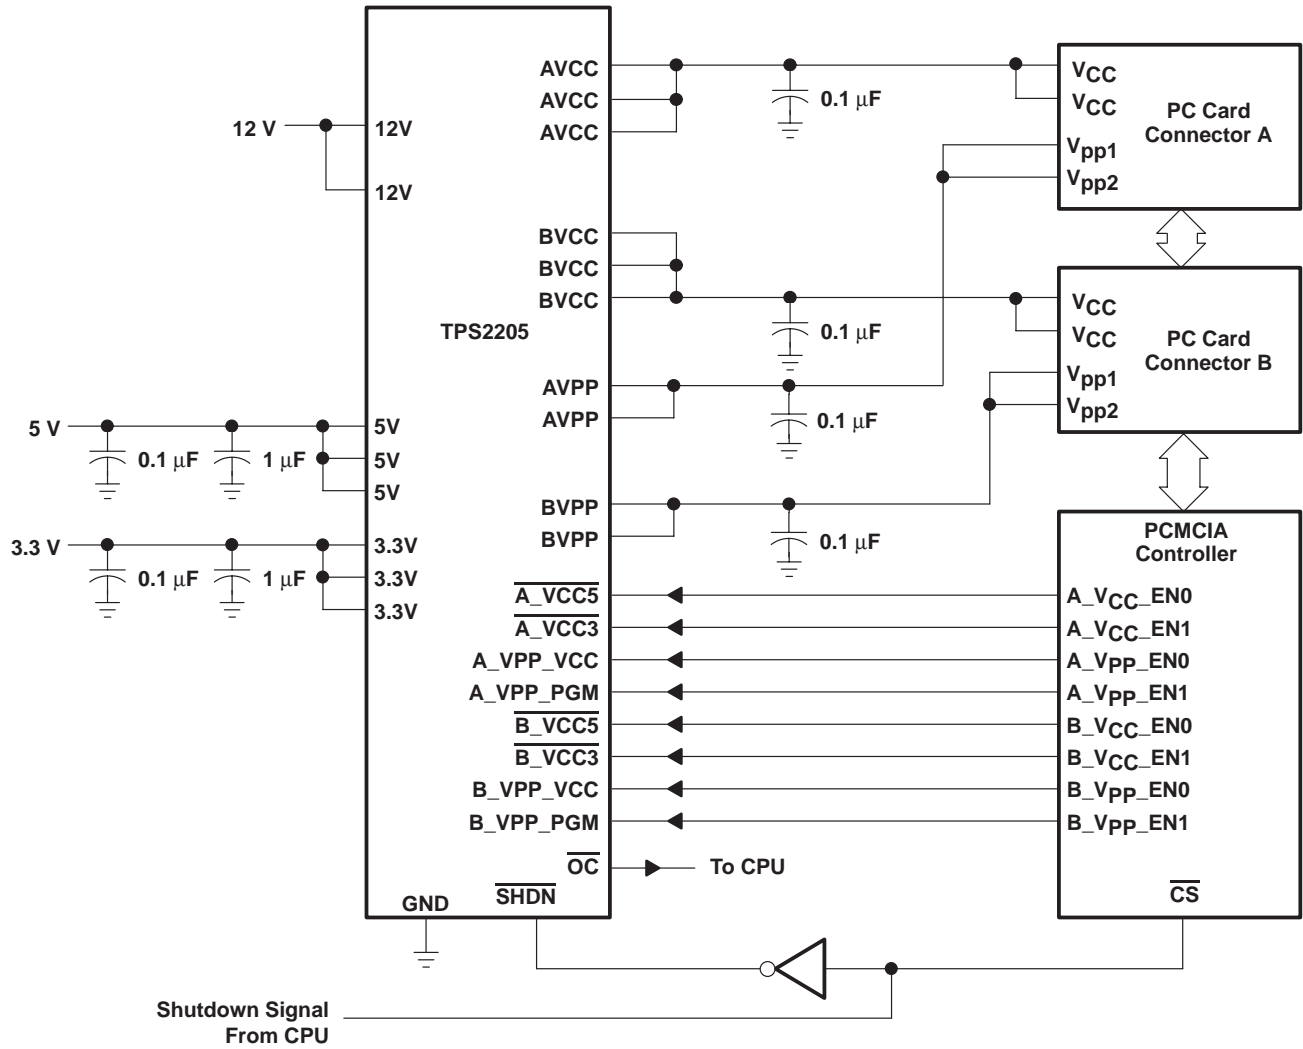 AVCC
AVCC
AVCC
12 V
12V
12V
0.1 μF
VCC
VCC
Vpp1
Vpp2
PC Card
Connector A
BVCC
BVCC
BVCC
TPS2205
0.1 μF
VCC
VCC
Vpp1
Vpp2
PC Card
Connector B
AVPP
AVPP
0.1 μF
5 V
0.1 μF
1 μF
5V
5V
5V
BVPP
BVPP
0.1 μF
3.3 V
0.1 μF
1 μF
3.3V
3.3V
3.3V
PCMCIA
Controller
A_VCC5
A_VCC3
A_VPP_VCC
A_VPP_PGM
B_VCC5
B_VCC3
B_VPP_VCC
B_VPP_PGM
A_VCC_EN0
A_VCC_EN1
A_VPP_EN0
A_VPP_EN1
B_VCC_EN0
B_VCC_EN1
B_VPP_EN0
B_VPP_EN1
OC
To CPU
GND
SHDN
CS
Shutdown Signal
From CPU